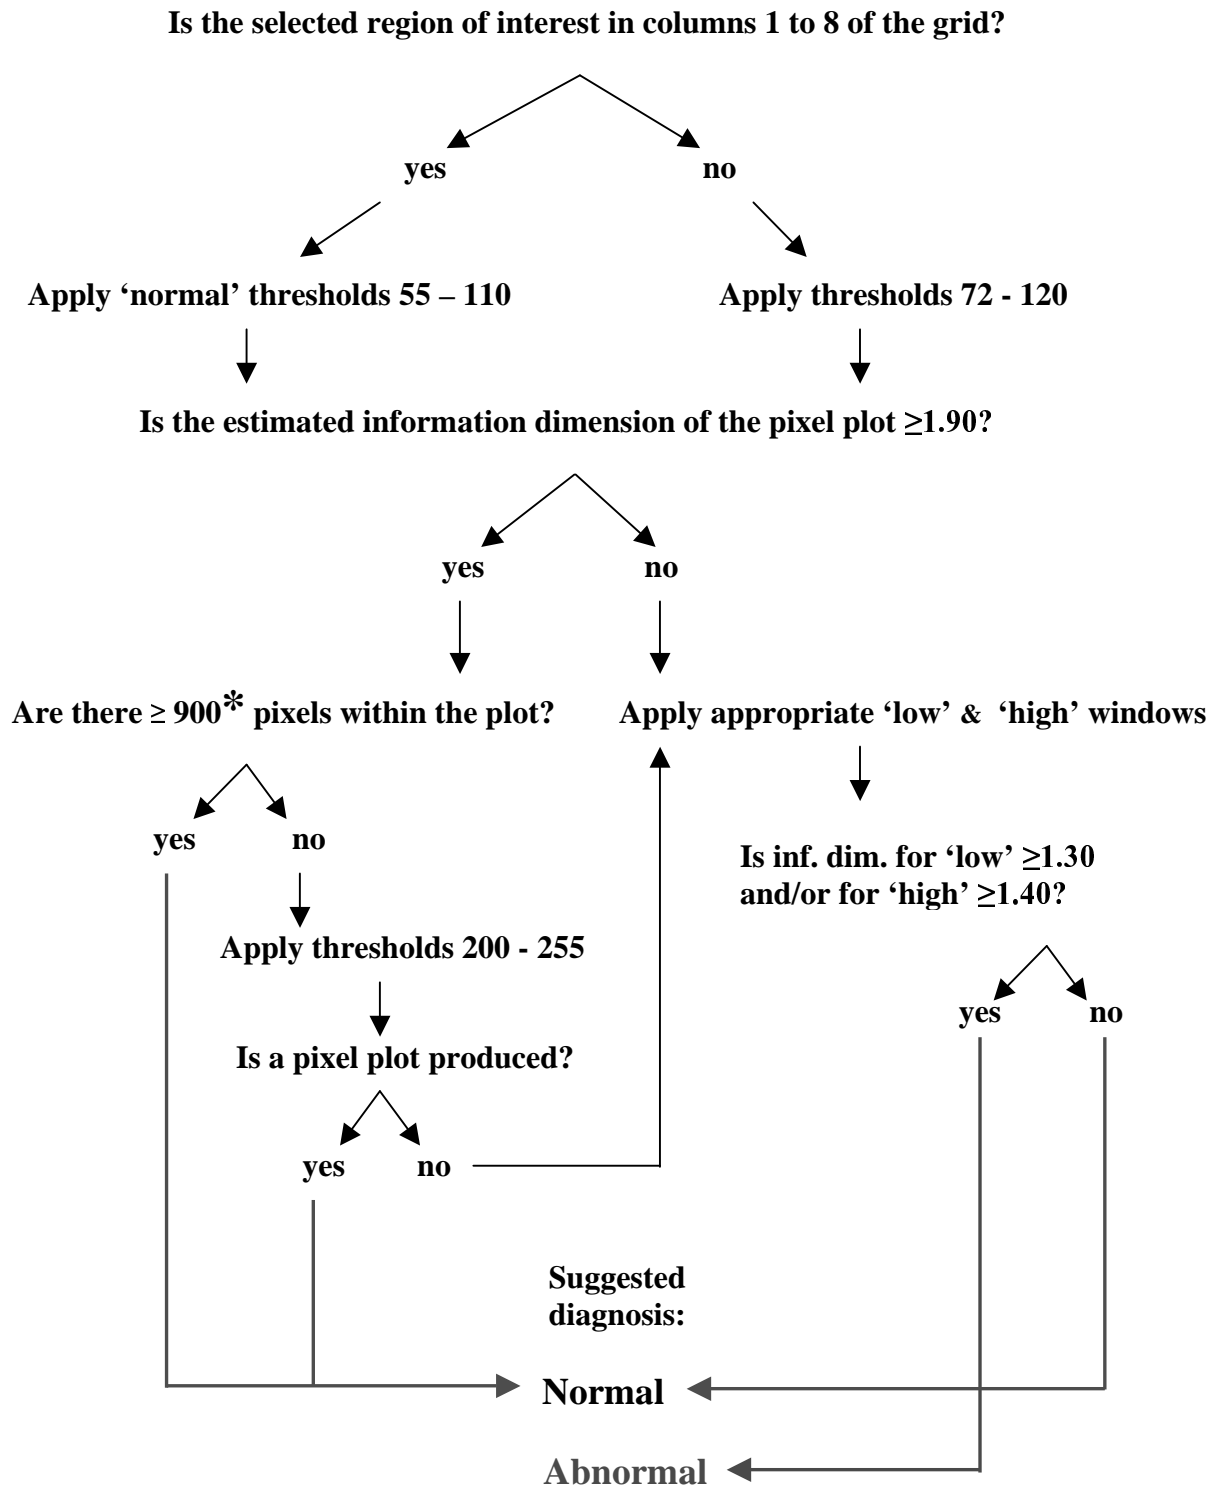 Is the selected region of interest in columns 1 to 8 of the grid?
yes
no
Apply ‘normal’ thresholds 55 – 110
Apply thresholds 72 - 120
Is the estimated information dimension of the pixel plot ≥1.90?
yes
no
Are there ≥ 900* pixels within the plot?
Apply appropriate ‘low’ & ‘high’ windows
yes
no
Is inf. dim. for ‘low’ ≥1.30
and/or for ‘high’ ≥1.40?
Apply thresholds 200 - 255
yes
no
Is a pixel plot produced?
yes
no
Suggested
diagnosis:
Normal
Abnormal